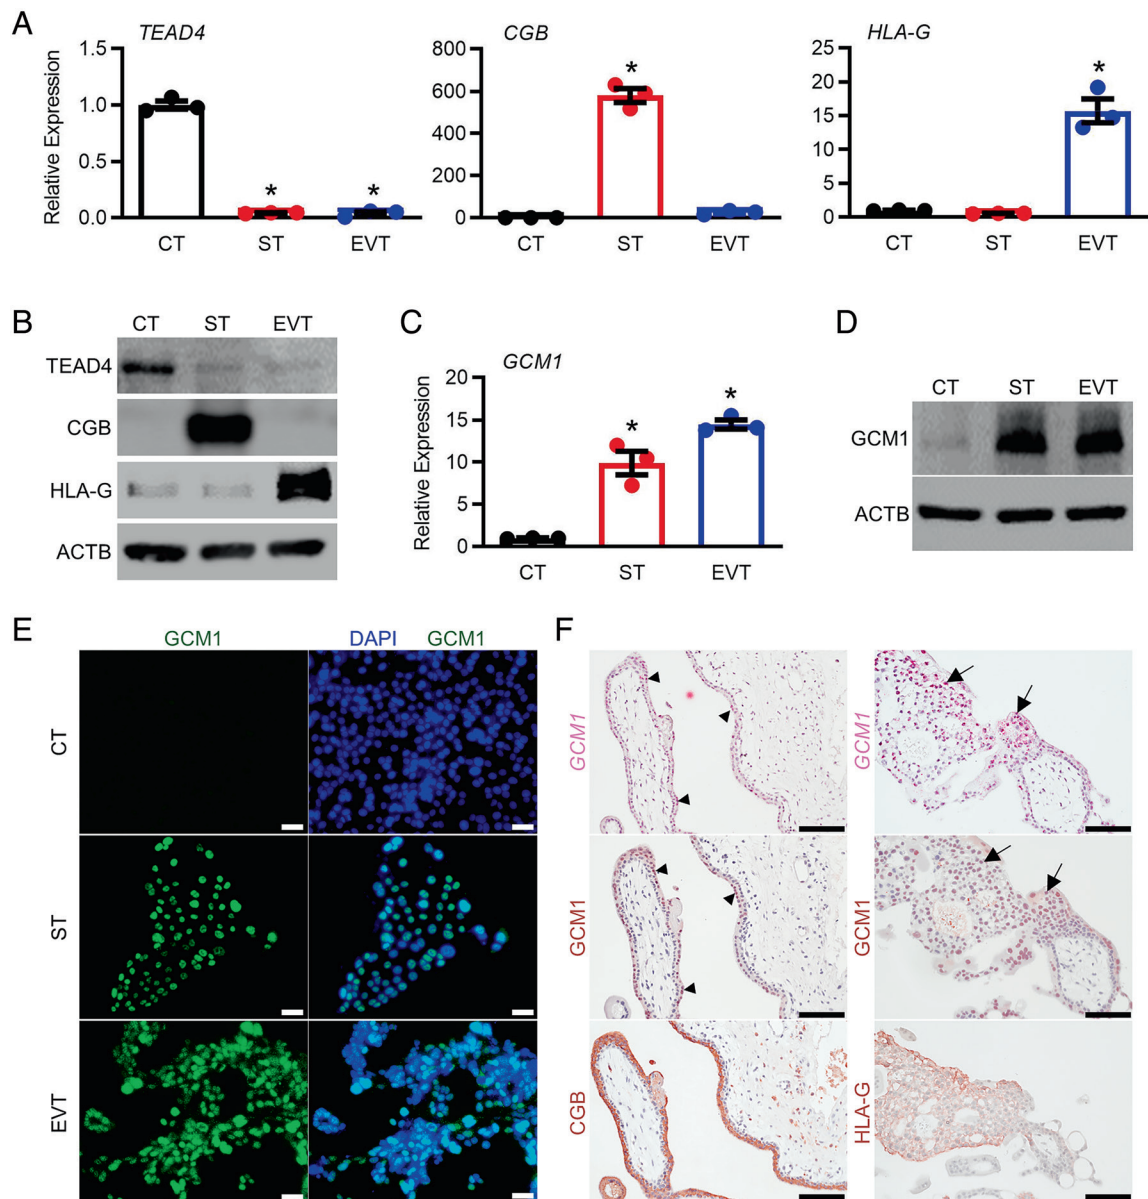 A
TEAD4
Relative Expression
1.5
1.0
0.5
0.0
*
*
CT
ST
EVT
CGB
800
600
400
200
0
*
CT
ST
EVT
HLA-G
25
20
15
10
5
0
*
CT
ST
EVT
B
CT ST EVT
TEAD4
CGB
HLA-G
ACTB
C
GCM1
Relative Expression
20
15
10
5
0
*
*
CT
ST
EVT
D
CT ST EVT
GCM1
ACTB
E
GCM1
DAPI GCM1
CT
ST
EVT
F
GCM1
GCM1
CGB
GCM1
GCM1
HLA-G